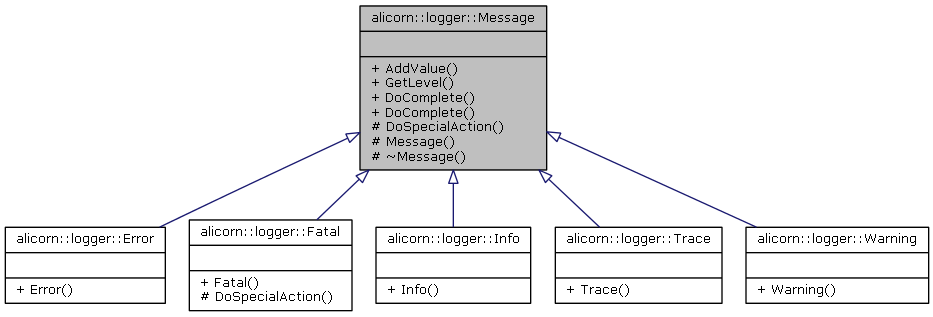 alicorn::logger::Message
+ AddValue()
+ GetLevel()
+ DoComplete()
+ DoComplete()
# DoSpecialAction()
# Message()
# ~Message()
alicorn::logger::Error
+ Error()
alicorn::logger::Fatal
+ Fatal()
# DoSpecialAction()
alicorn::logger::Info
+ Info()
alicorn::logger::Trace
+ Trace()
alicorn::logger::Warning
+ Warning()